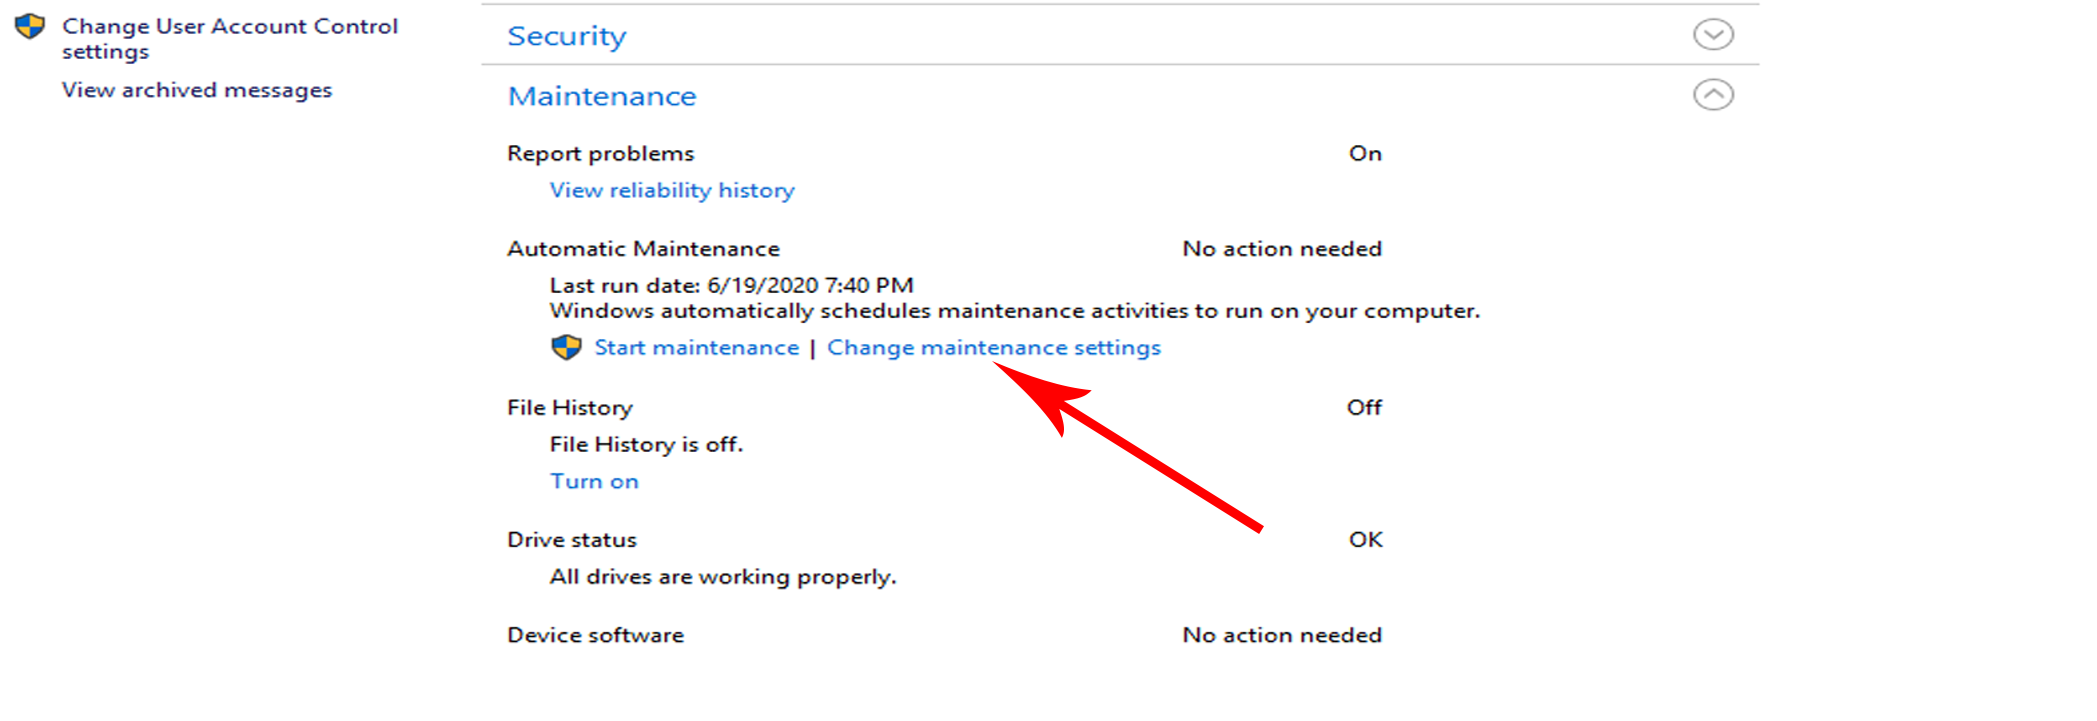 Change User Account Control
settings
View archived messages
Security
Maintenance
Report problems On
View reliability history
Automatic Maintenance No action needed
Last run date: 6/19/2020 7:40 PM
Windows automatically schedules maintenance activities to run on your computer.
Start maintenance | Change maintenance settings
File History Off
File History is off.
Turn on
Drive status OK
All drives are working properly.
Device software No action needed